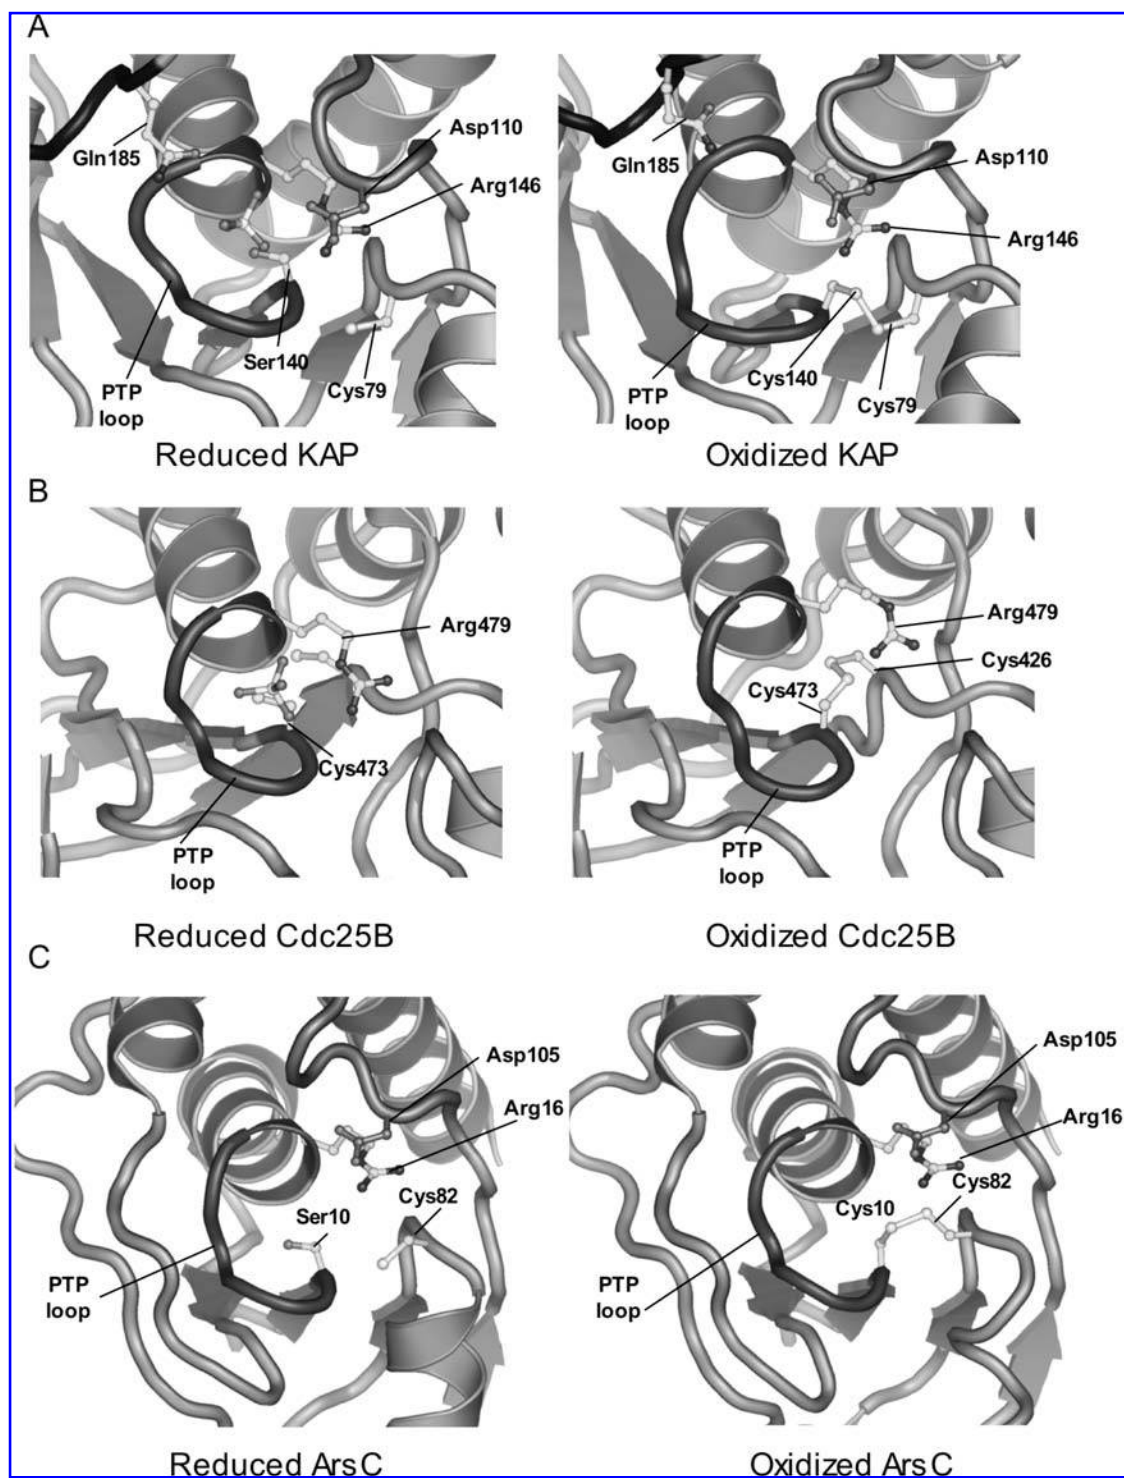 A
Gln185
Asp110
Arg146
Ser140
Cys79
PTP
loop
Reduced KAP
Gln185
Asp110
Arg146
Cys140
Cys79
PTP
loop
Oxidized KAP
B
Arg479
Cys473
PTP
loop
Reduced Cdc25B
Arg479
Cys426
Cys473
PTP
loop
Oxidized Cdc25B
C
Asp105
Arg16
Cys82
Ser10
PTP
loop
Reduced ArsC
Asp105
Arg16
Cys82
Cys10
PTP
loop
Oxidized ArsC